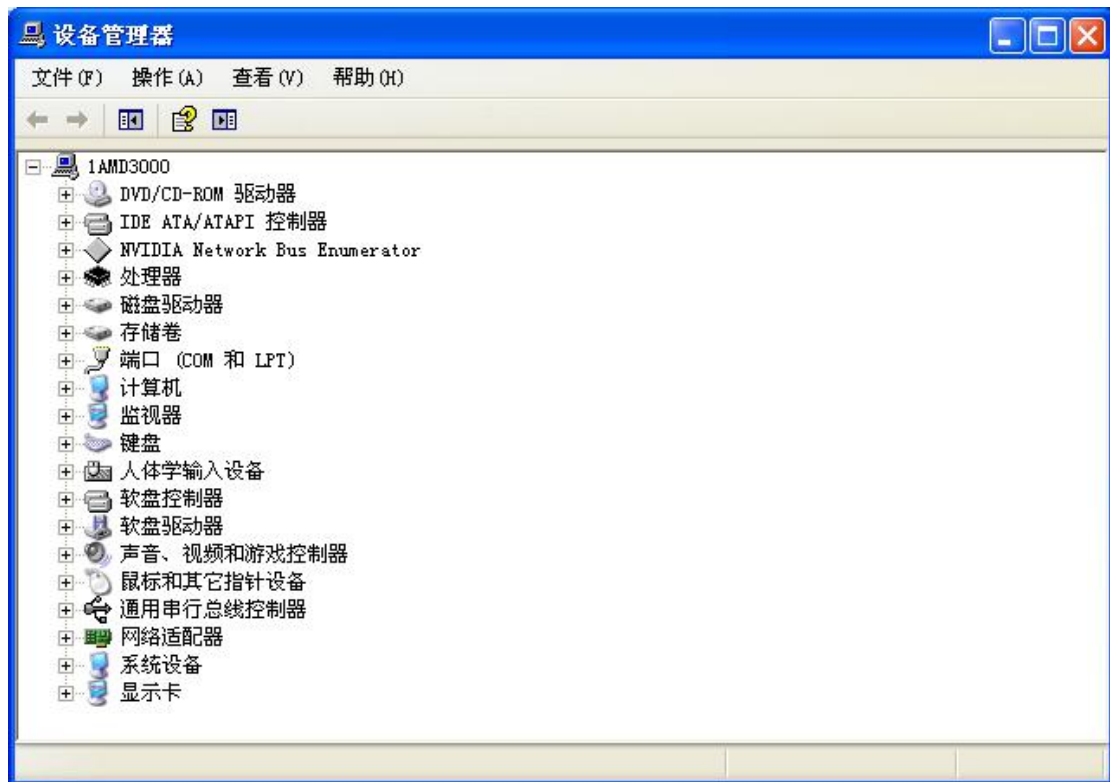 设备管理器
文件(F) 操作(A) 查看(V) 帮助(H)
1AMD3000
DVD/CD-ROM 驱动器
IDE ATA/ATAPI 控制器
NVIDIA Network Bus Enumerator
处理器
磁盘驱动器
存储卷
端口 (COM 和 LPT)
计算机
监视器
键盘
人体学输入设备
软盘控制器
软盘驱动器
声音、视频和游戏控制器
鼠标和其它指针设备
通用串行总线控制器
网络适配器
系统设备
显示卡